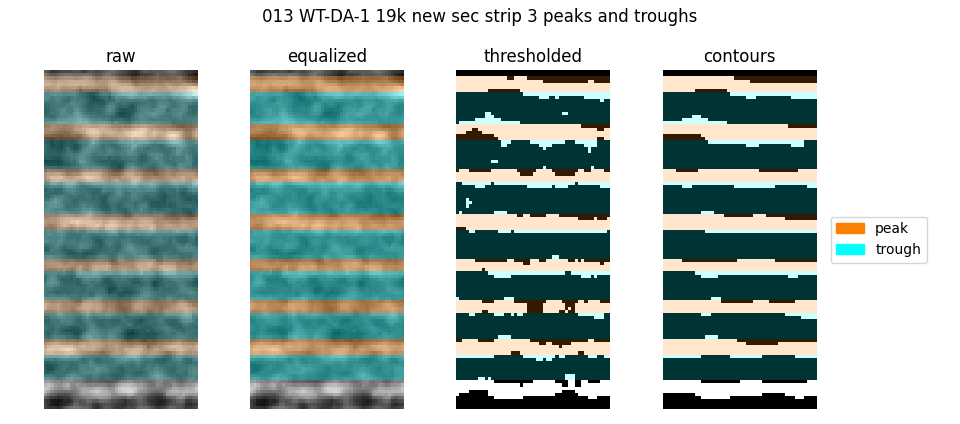 013 WT-DA-1 19k new sec strip 3 peaks and troughs
raw
equalized
thresholded
contours
peak
trough